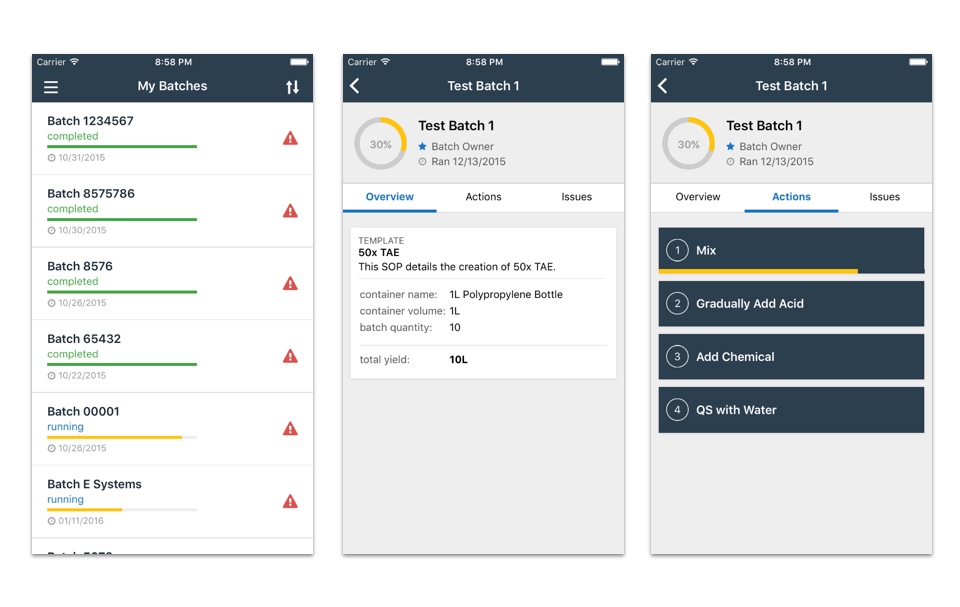 Carrier 8:58 PM
My Batches
Batch 1234567
completed
10/31/2015
Batch 8575786
completed
10/30/2015
Batch 8576
completed
10/26/2015
Batch 65432
completed
10/22/2015
Batch 00001
running
10/26/2015
Batch E Systems
running
01/11/2016
Carrier 8:58 PM
Test Batch 1
30%
Test Batch 1
Batch Owner
Ran 12/13/2015
Overview Actions Issues
TEMPLATE
50x TAE
This SOP details the creation of 50x TAE.
container name: 1L Polypropylene Bottle
container volume: 1L
batch quantity: 10
total yield: 10L
Carrier 8:58 PM
Test Batch 1
30%
Test Batch 1
Batch Owner
Ran 12/13/2015
Overview Actions Issues
1 Mix
2 Gradually Add Acid
3 Add Chemical
4 QS with Water